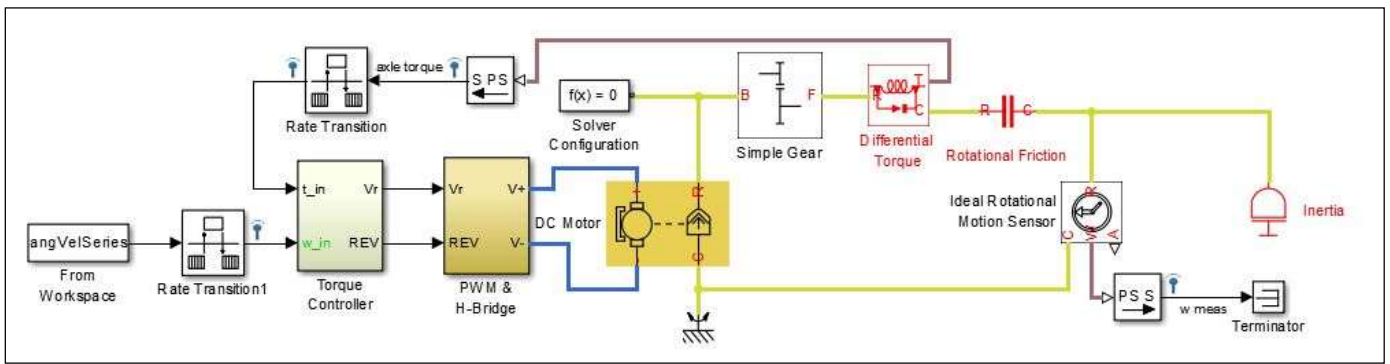 axle torque
S PS
Rate Transition
f(x) = 0
Solver
Configuration
B
F
Simple Gear
R
T
C
Differential
Torque
R
C
Rotational Friction
t_in
Vr
w_in
REV
Torque
Controller
Vr
V+
REV
V-
PWM &
H-Bridge
DC Motor
+
R
-
C
Ideal Rotational
Motion Sensor
R
C
W
A
Inertia
angVelSeries
From
Workspace
Rate Transition1
PS S
w meas
Terminator